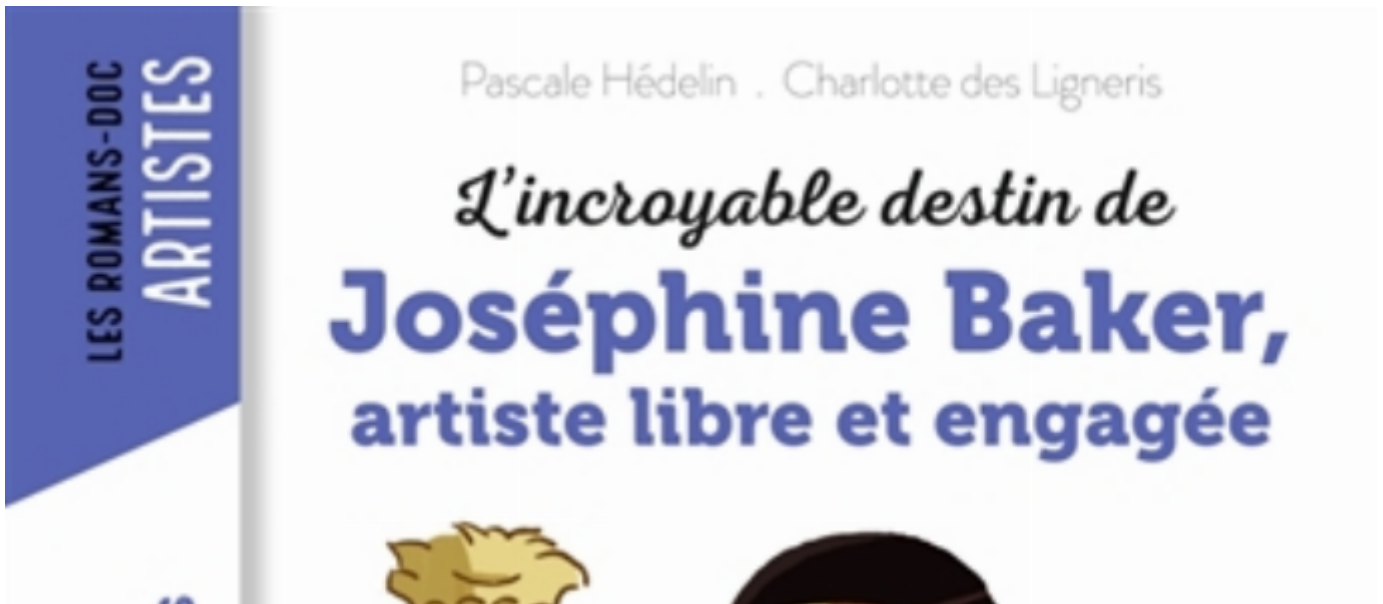 LES ROMANS-DOC
ARTISTES
Pascale Hédelin . Charlotte des Ligneris
L'incroyable destin de
Joséphine Baker,
artiste libre et engagée